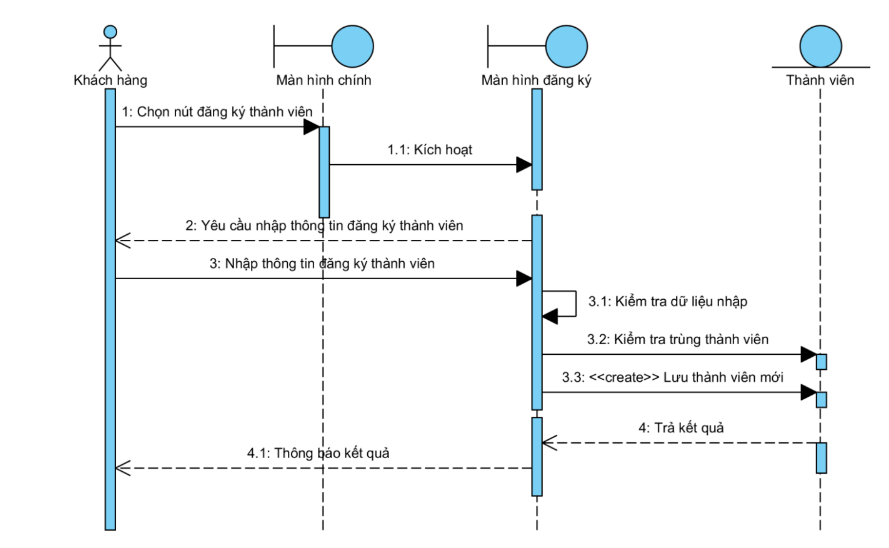 Khách hàng
Màn hình chính
Màn hình đăng ký
Thành viên
1: Chọn nút đăng ký thành viên
1.1: Kích hoạt
2: Yêu cầu nhập thông tin đăng ký thành viên
3: Nhập thông tin đăng ký thành viên
3.1: Kiểm tra dữ liệu nhập
3.2: Kiểm tra trùng thành viên
3.3: <<create>> Lưu thành viên mới
4: Trả kết quả
4.1: Thông báo kết quả